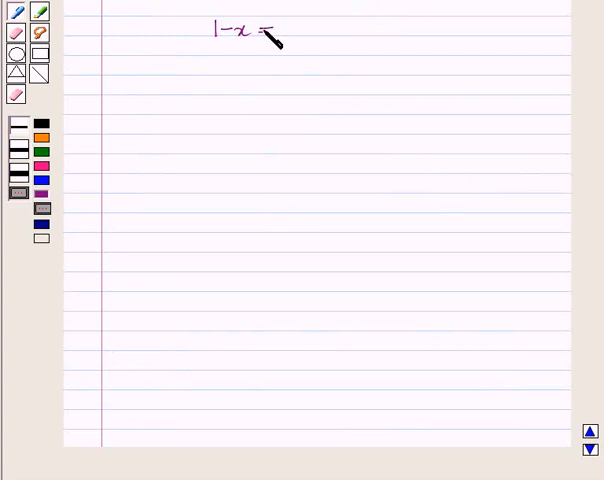 1-x =